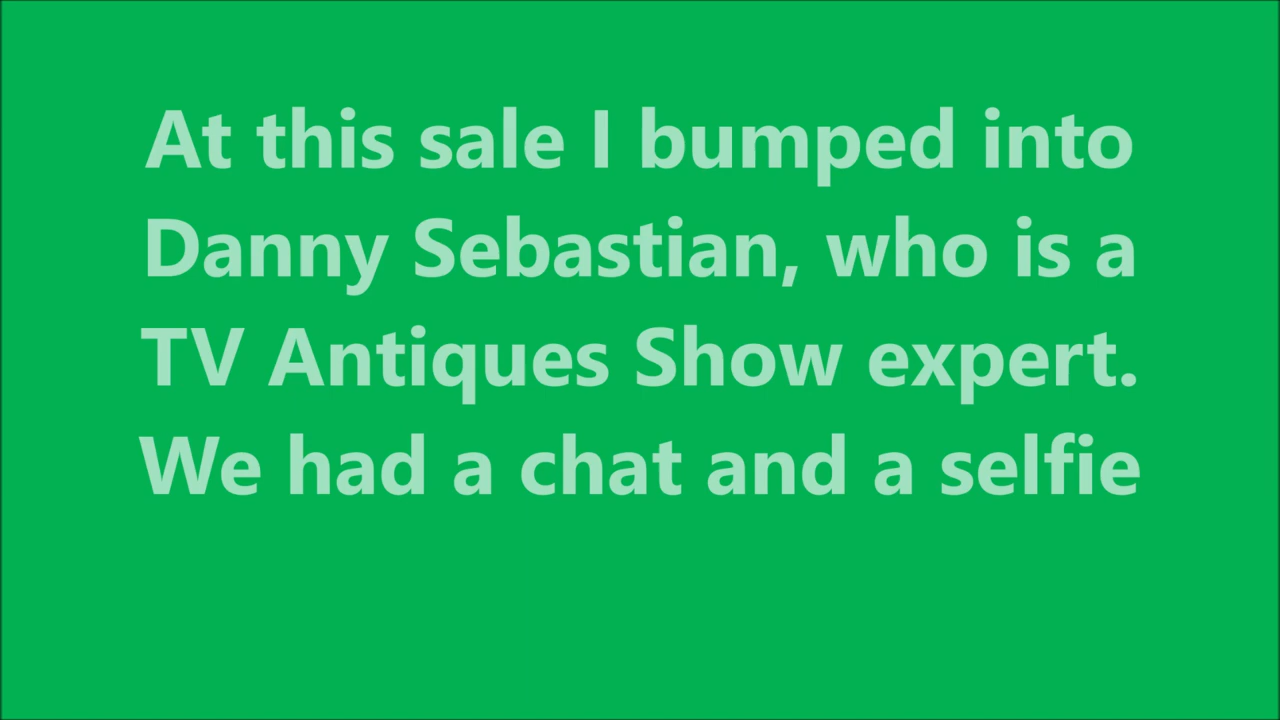 At this sale I bumped into
Danny Sebastian, who is a
TV Antiques Show expert.
We had a chat and a selfie